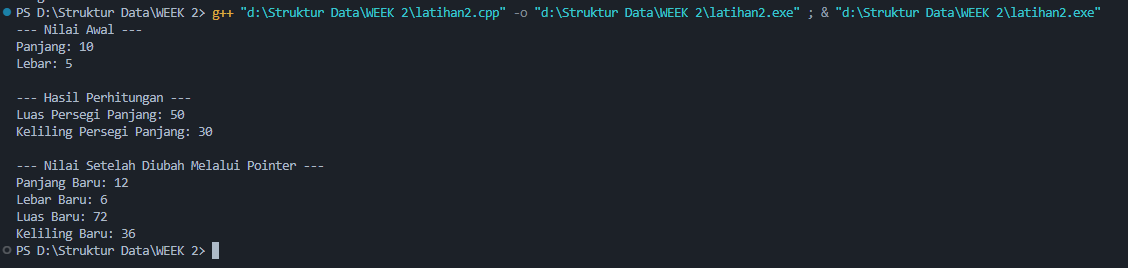 PS D:\Struktur Data\WEEK 2> g++ "d:\Struktur Data\WEEK 2\latihan2.cpp" -o "d:\Struktur Data\WEEK 2\latihan2.exe" ; & "d:\Struktur Data\WEEK 2\latihan2.exe"
--- Nilai Awal ---
Panjang: 10
Lebar: 5
--- Hasil Perhitungan ---
Luas Persegi Panjang: 50
Keliling Persegi Panjang: 30
--- Nilai Setelah Diubah Melalui Pointer ---
Panjang Baru: 12
Lebar Baru: 6
Luas Baru: 72
Keliling Baru: 36
PS D:\Struktur Data\WEEK 2>